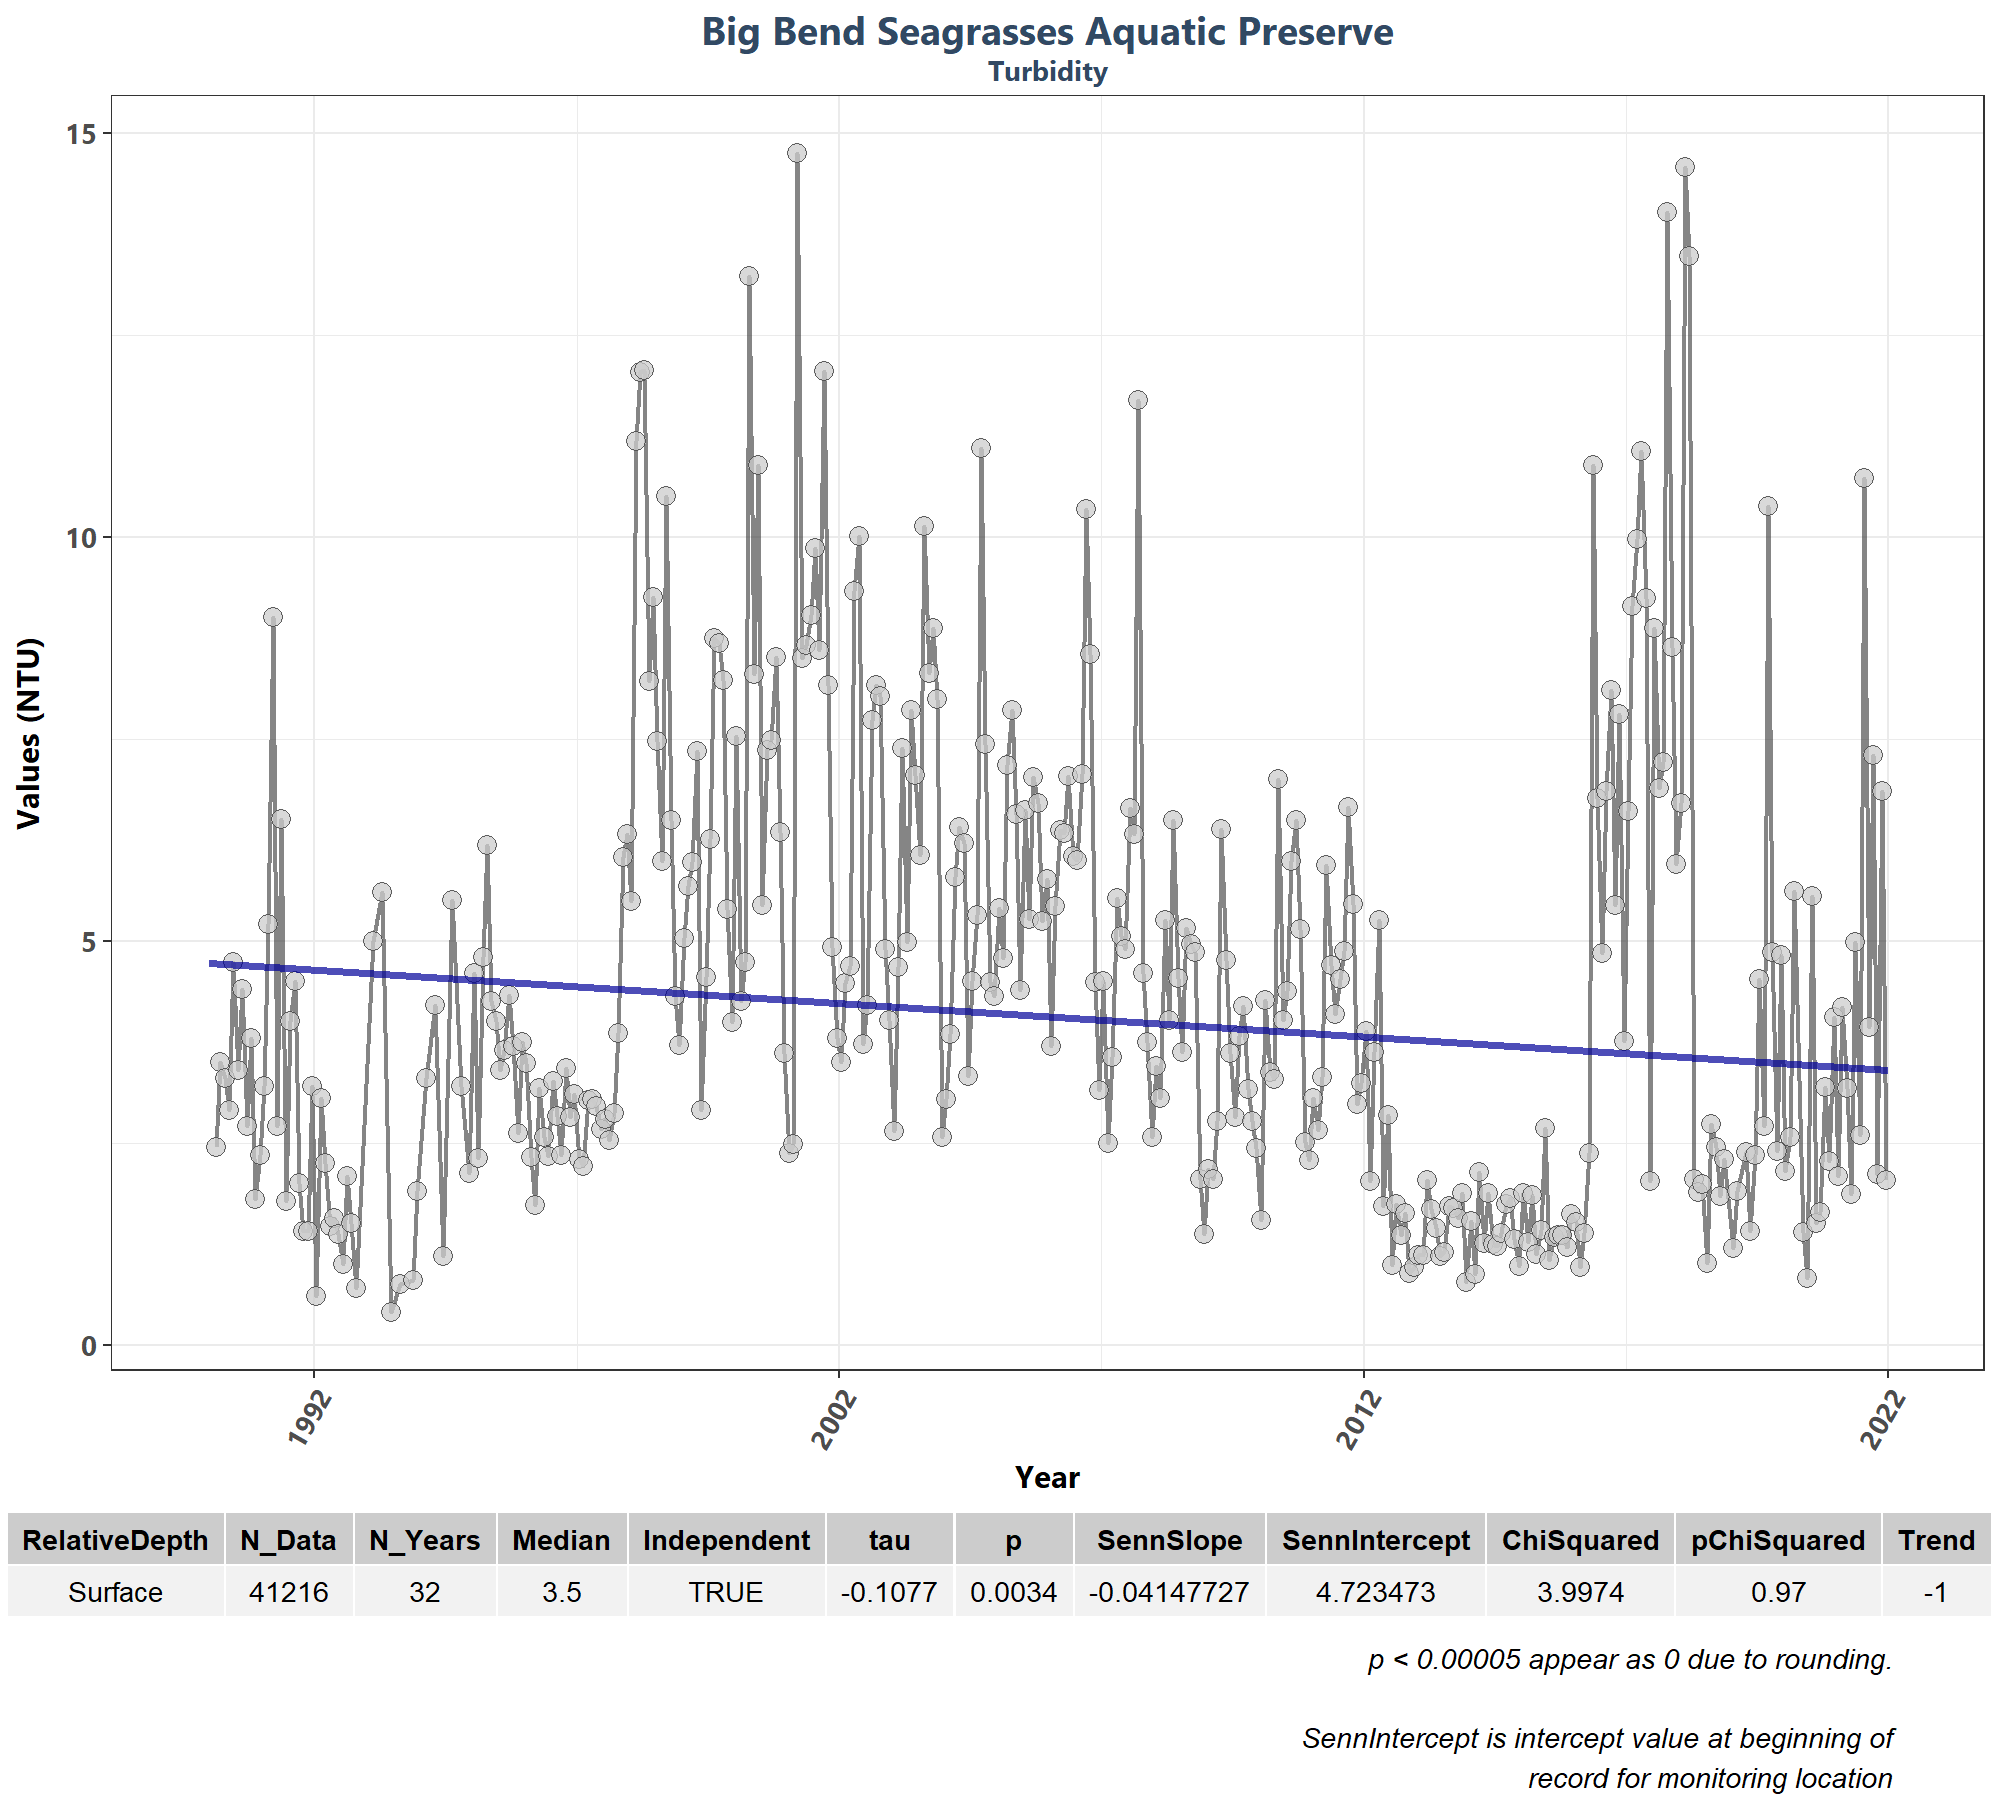 Big Bend Seagrasses Aquatic Preserve
Turbidity
15
10
5
0
Values (NTU)
1992
2002
2012
2022
Year
RelativeDepth N_Data N_Years Median Independent tau p SennSlope SennIntercept ChiSquared pChiSquared Trend
Surface 41216 32 3.5 TRUE -0.1077 0.0034 -0.04147727 4.723473 3.9974 0.97 -1
p < 0.00005 appear as 0 due to rounding.
SennIntercept is intercept value at beginning of
record for monitoring location